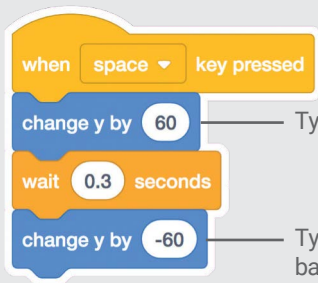 when space key pressed
change y by 60
Ty
wait 0.3 seconds
change y by -60
Ty
ba